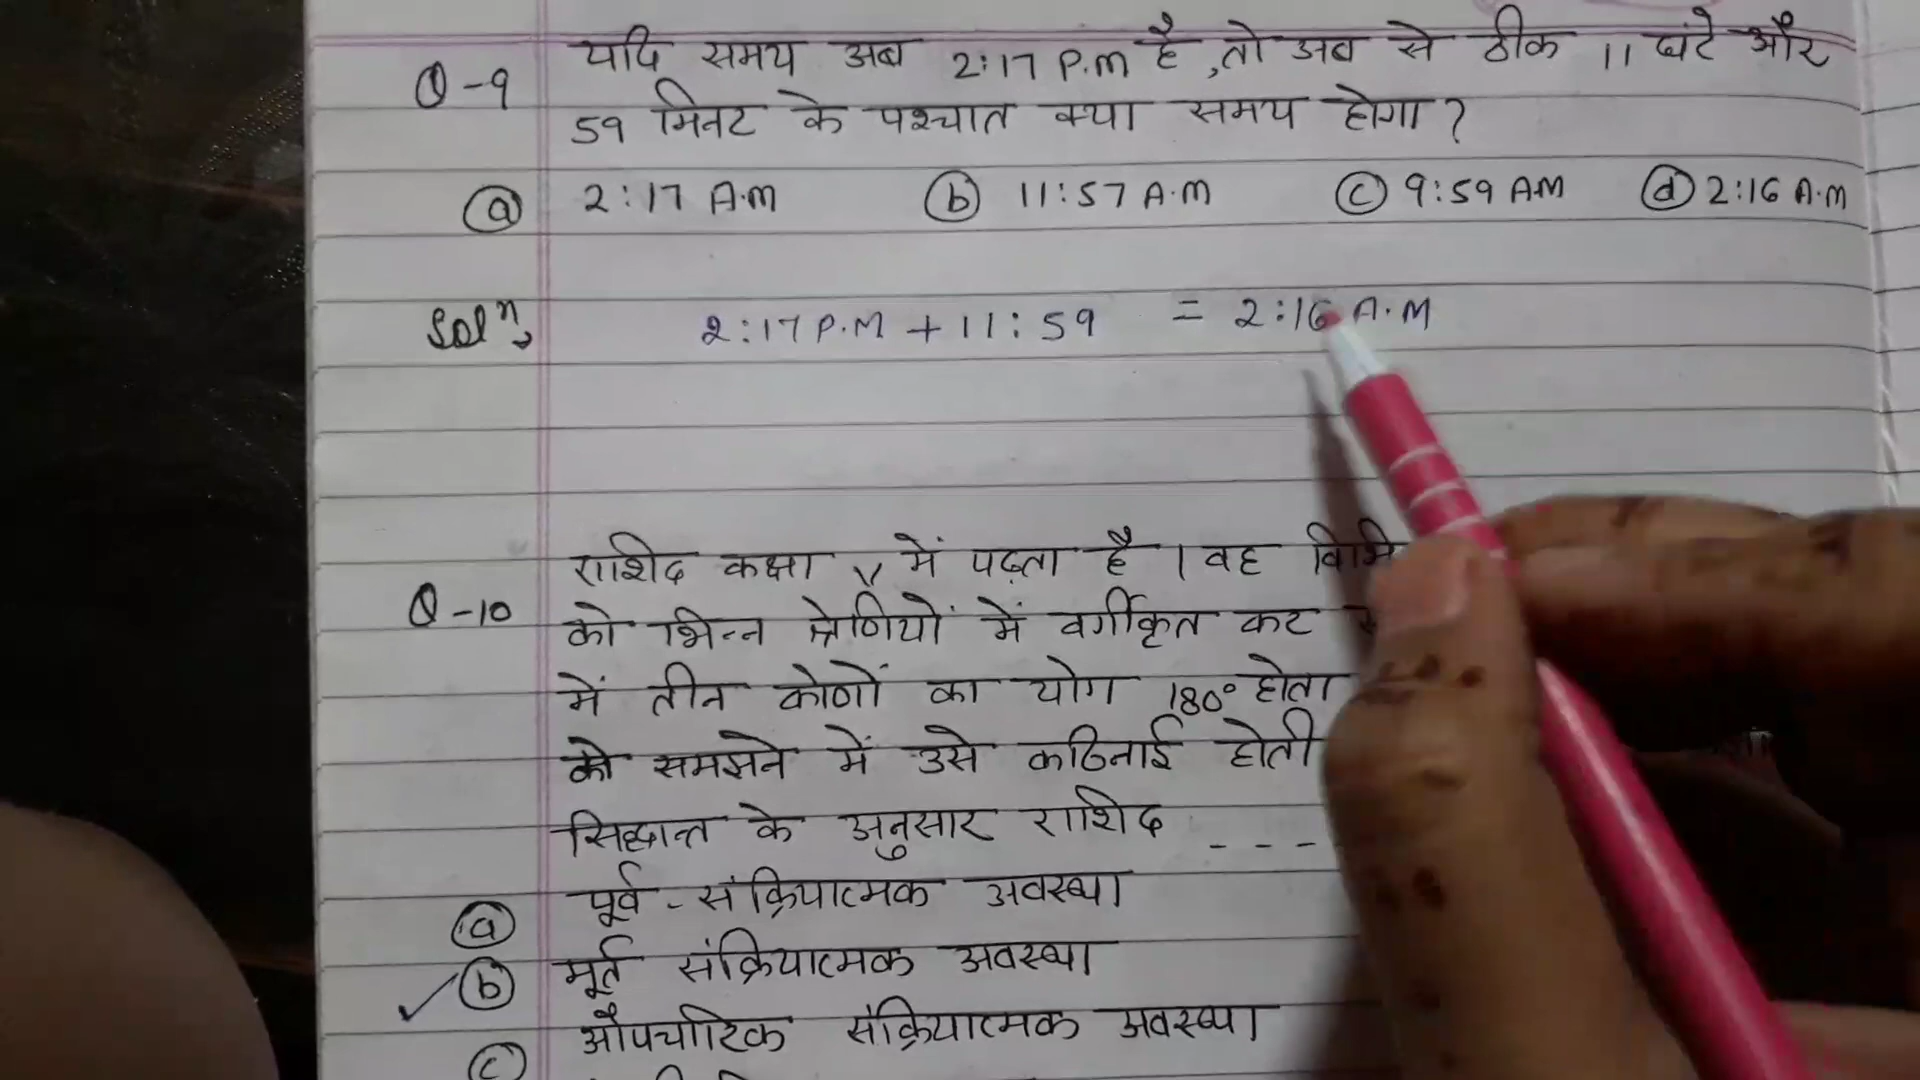 Q-9 यदि समय अब 2:17 P.M है, तो अब से ठीक 11 घंटे और
59 मिनट के पश्चात क्या समय होगा?
(a) 2:17 A.M (b) 11:57 A.M (c) 9:59 AM (d) 2:16 A.M
Solⁿ 2:17 P.M + 11:59 = 2:16 A.M
राशिद कक्षा V में पढ़ता है । वह
Q-10 को भिन्न श्रेणियों में वर्गीकृत कर
में तीन कोणों का योग 180° होता
को समझने में उसे कठिनाई होती
सिद्धान्त के अनुसार राशिद ---
(a) पूर्व-संक्रियात्मक अवस्था
✓(b) मूर्त संक्रियात्मक अवस्था
(c) औपचारिक संक्रियात्मक अवस्था